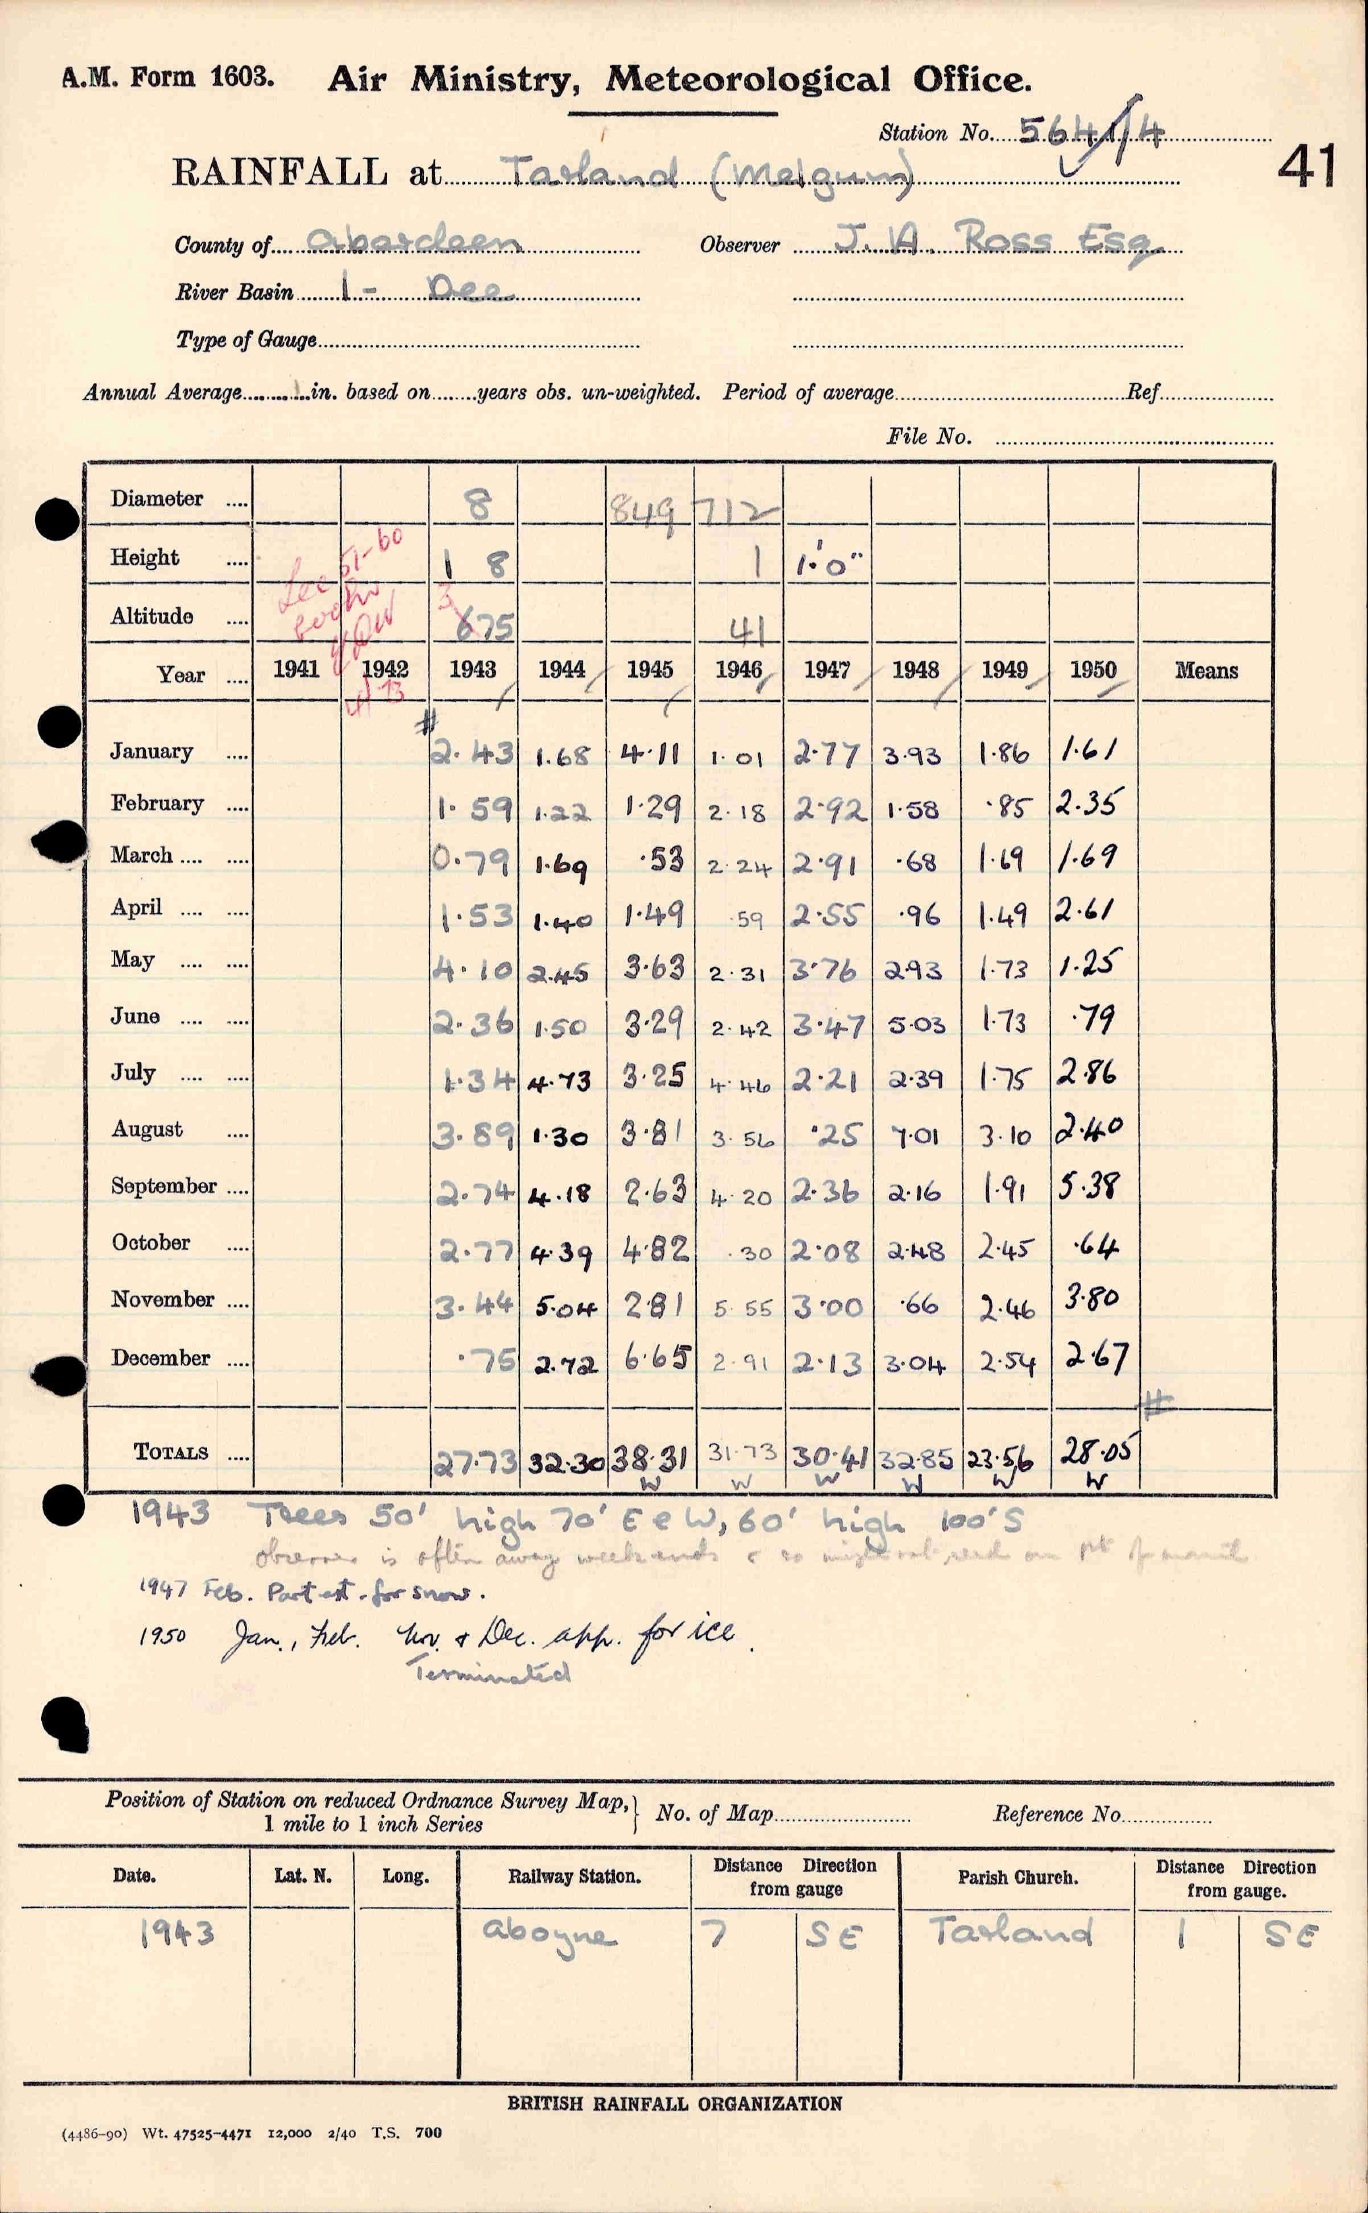 A.M. Form 1603. Air Ministry, Meteorological Office.
Station No. 564/4
41
RAINFALL at Tarland (Melgum)
County of Aberdeen Observer J. A. Ross Esq
River Basin 1 - Dee
Type of Gauge
Annual Average in. based on years obs. un-weighted. Period of average Ref.
File No.
Diameter 8 849 712
Height 1 8 1 1'.0"
See 51-60
Altitude 3 675 41
Year 1941 1942 1943 1944 1945 1946 1947 1948 1949 1950 Means
#
January 2.43 1.68 4.11 1.01 2.77 3.93 1.86 1.61
February 1.59 1.22 1.29 2.18 2.92 1.58 .85 2.35
March 0.79 1.69 .53 2.24 2.91 .68 1.69 1.69
April 1.53 1.40 1.49 .59 2.55 .96 1.49 2.61
May 4.10 2.45 3.63 2.31 3.76 293 1.73 1.25
June 2.36 1.50 3.29 2.42 3.47 5.03 1.73 .79
July 1.34 4.73 3.25 4.46 2.21 2.39 1.75 2.86
August 3.89 1.30 3.81 3.56 .25 7.01 3.10 2.40
September 2.74 4.18 2.63 4.20 2.36 2.16 1.91 5.38
October 2.77 4.39 4.82 .30 2.08 2.48 2.45 .64
November 3.44 5.04 2.81 5.55 3.00 .66 2.46 3.80
December .75 2.72 6.65 2.91 2.13 3.04 2.54 2.67
#
TOTALS 27.73 32.30 38.31 31.73 30.41 32.85 23.56 28.05
W W W W W W
1943 Trees 50' high 70' E & W, 60' high 100' S
observer is often away weekends & so might not read on 1st of month
1947 Feb. Part est. for snow.
1950 Jan., Feb. Nov. & Dec. app. for ice.
Terminated
Position of Station on reduced Ordnance Survey Map, 1 mile to 1 inch Series } No. of Map Reference No.
Date. Lat. N. Long. Railway Station. Distance Direction from gauge Parish Church. Distance Direction from gauge.
1943 Aboyne 7 SE Tarland 1 SE
BRITISH RAINFALL ORGANIZATION
(4486-90) Wt. 47525-4471 12,000 2/40 T.S. 700